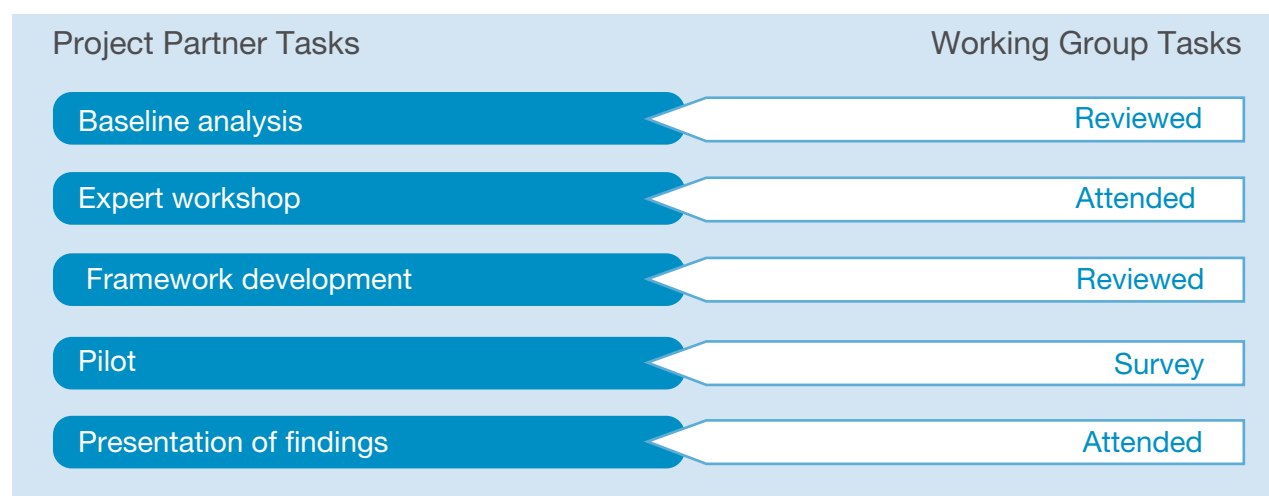 Project Partner Tasks Working Group Tasks
Baseline analysis Reviewed
Expert workshop Attended
Framework development Reviewed
Pilot Survey
Presentation of findings Attended